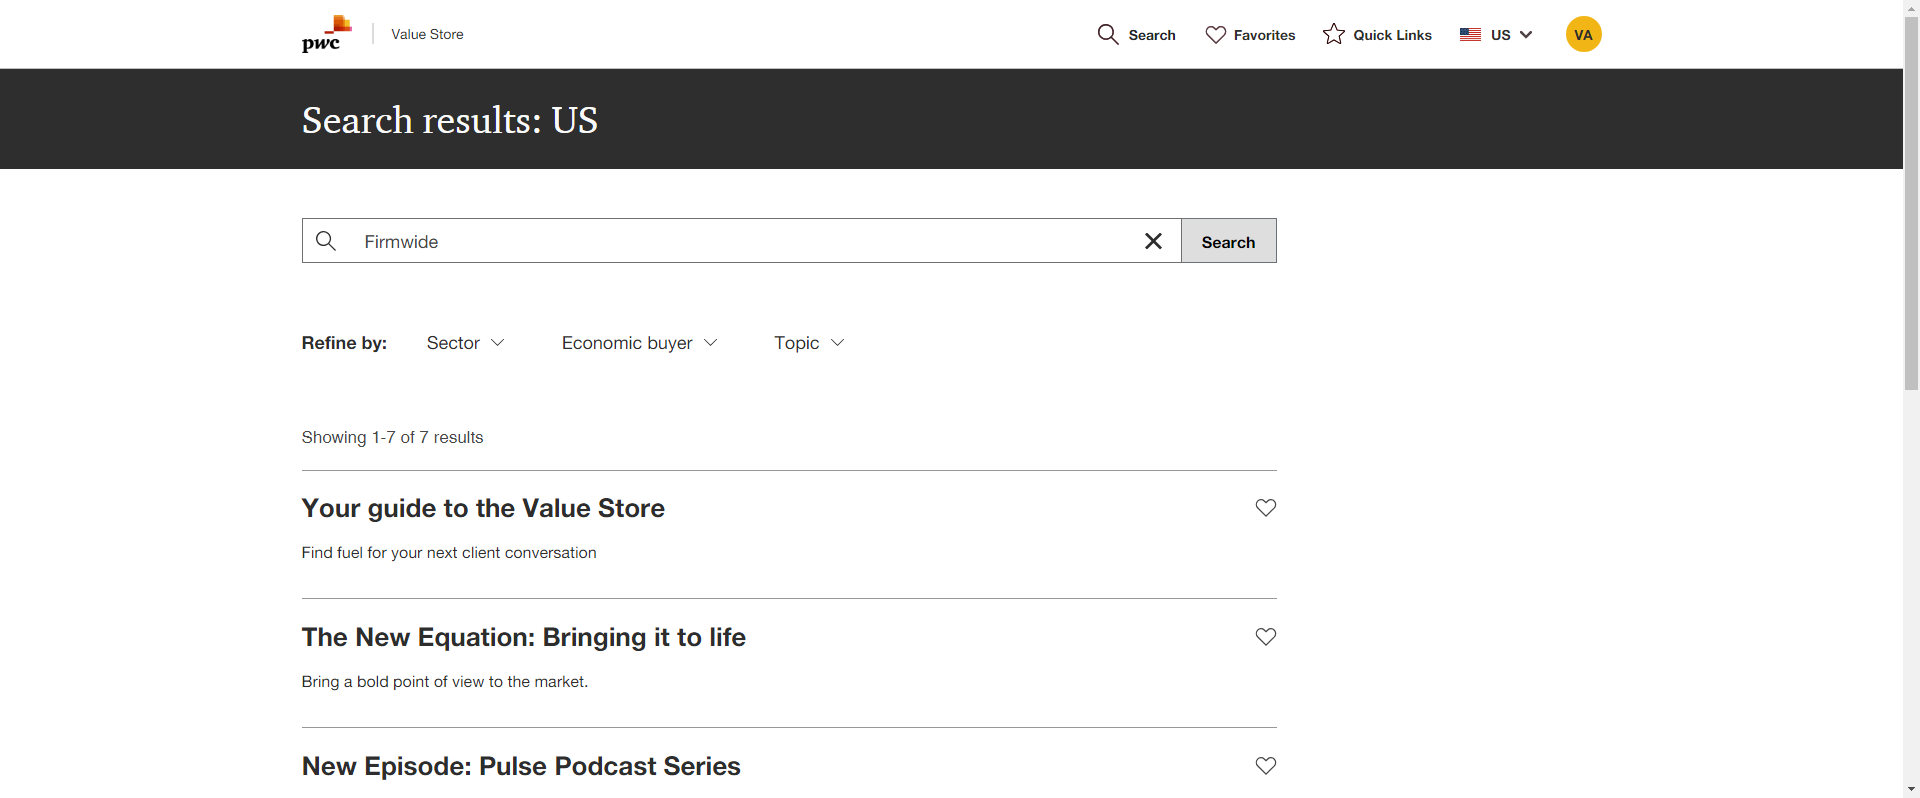 pwc
Value Store
Search
Favorites
Quick Links
US
VA
Search results: US
Firmwide
Search
Refine by:
Sector
Economic buyer
Topic
Showing 1-7 of 7 results
Your guide to the Value Store
Find fuel for your next client conversation
The New Equation: Bringing it to life
Bring a bold point of view to the market.
New Episode: Pulse Podcast Series